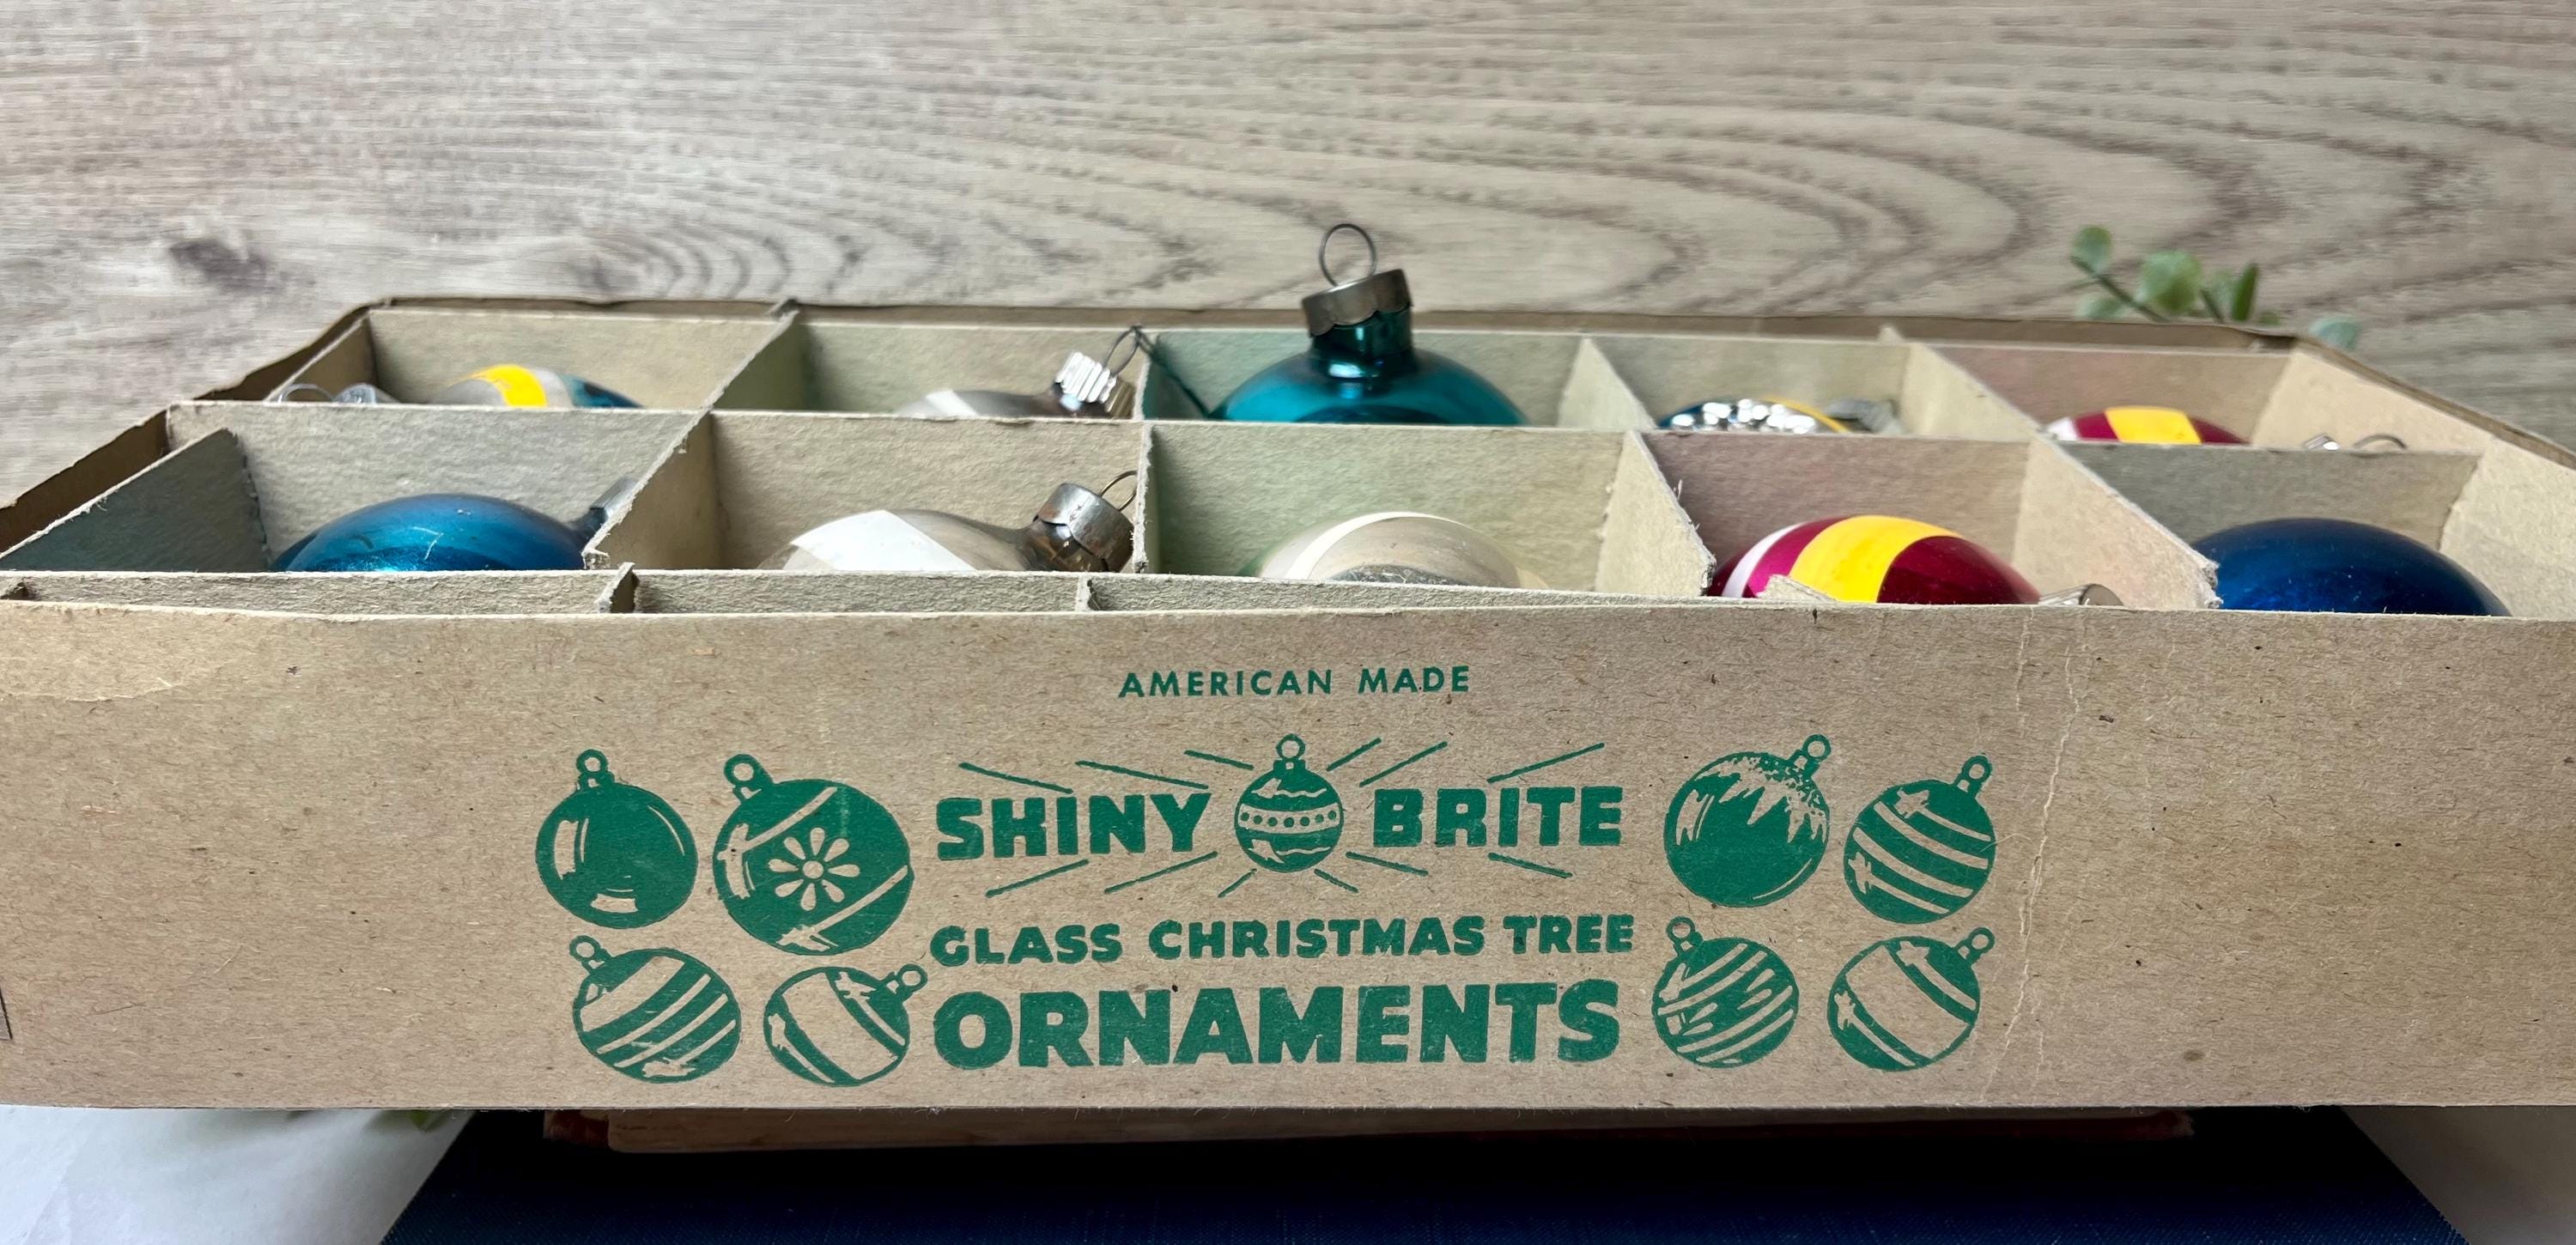 AMERICAN MADE
SHINY BRITE
GLASS CHRISTMAS TREE
ORNAMENTS